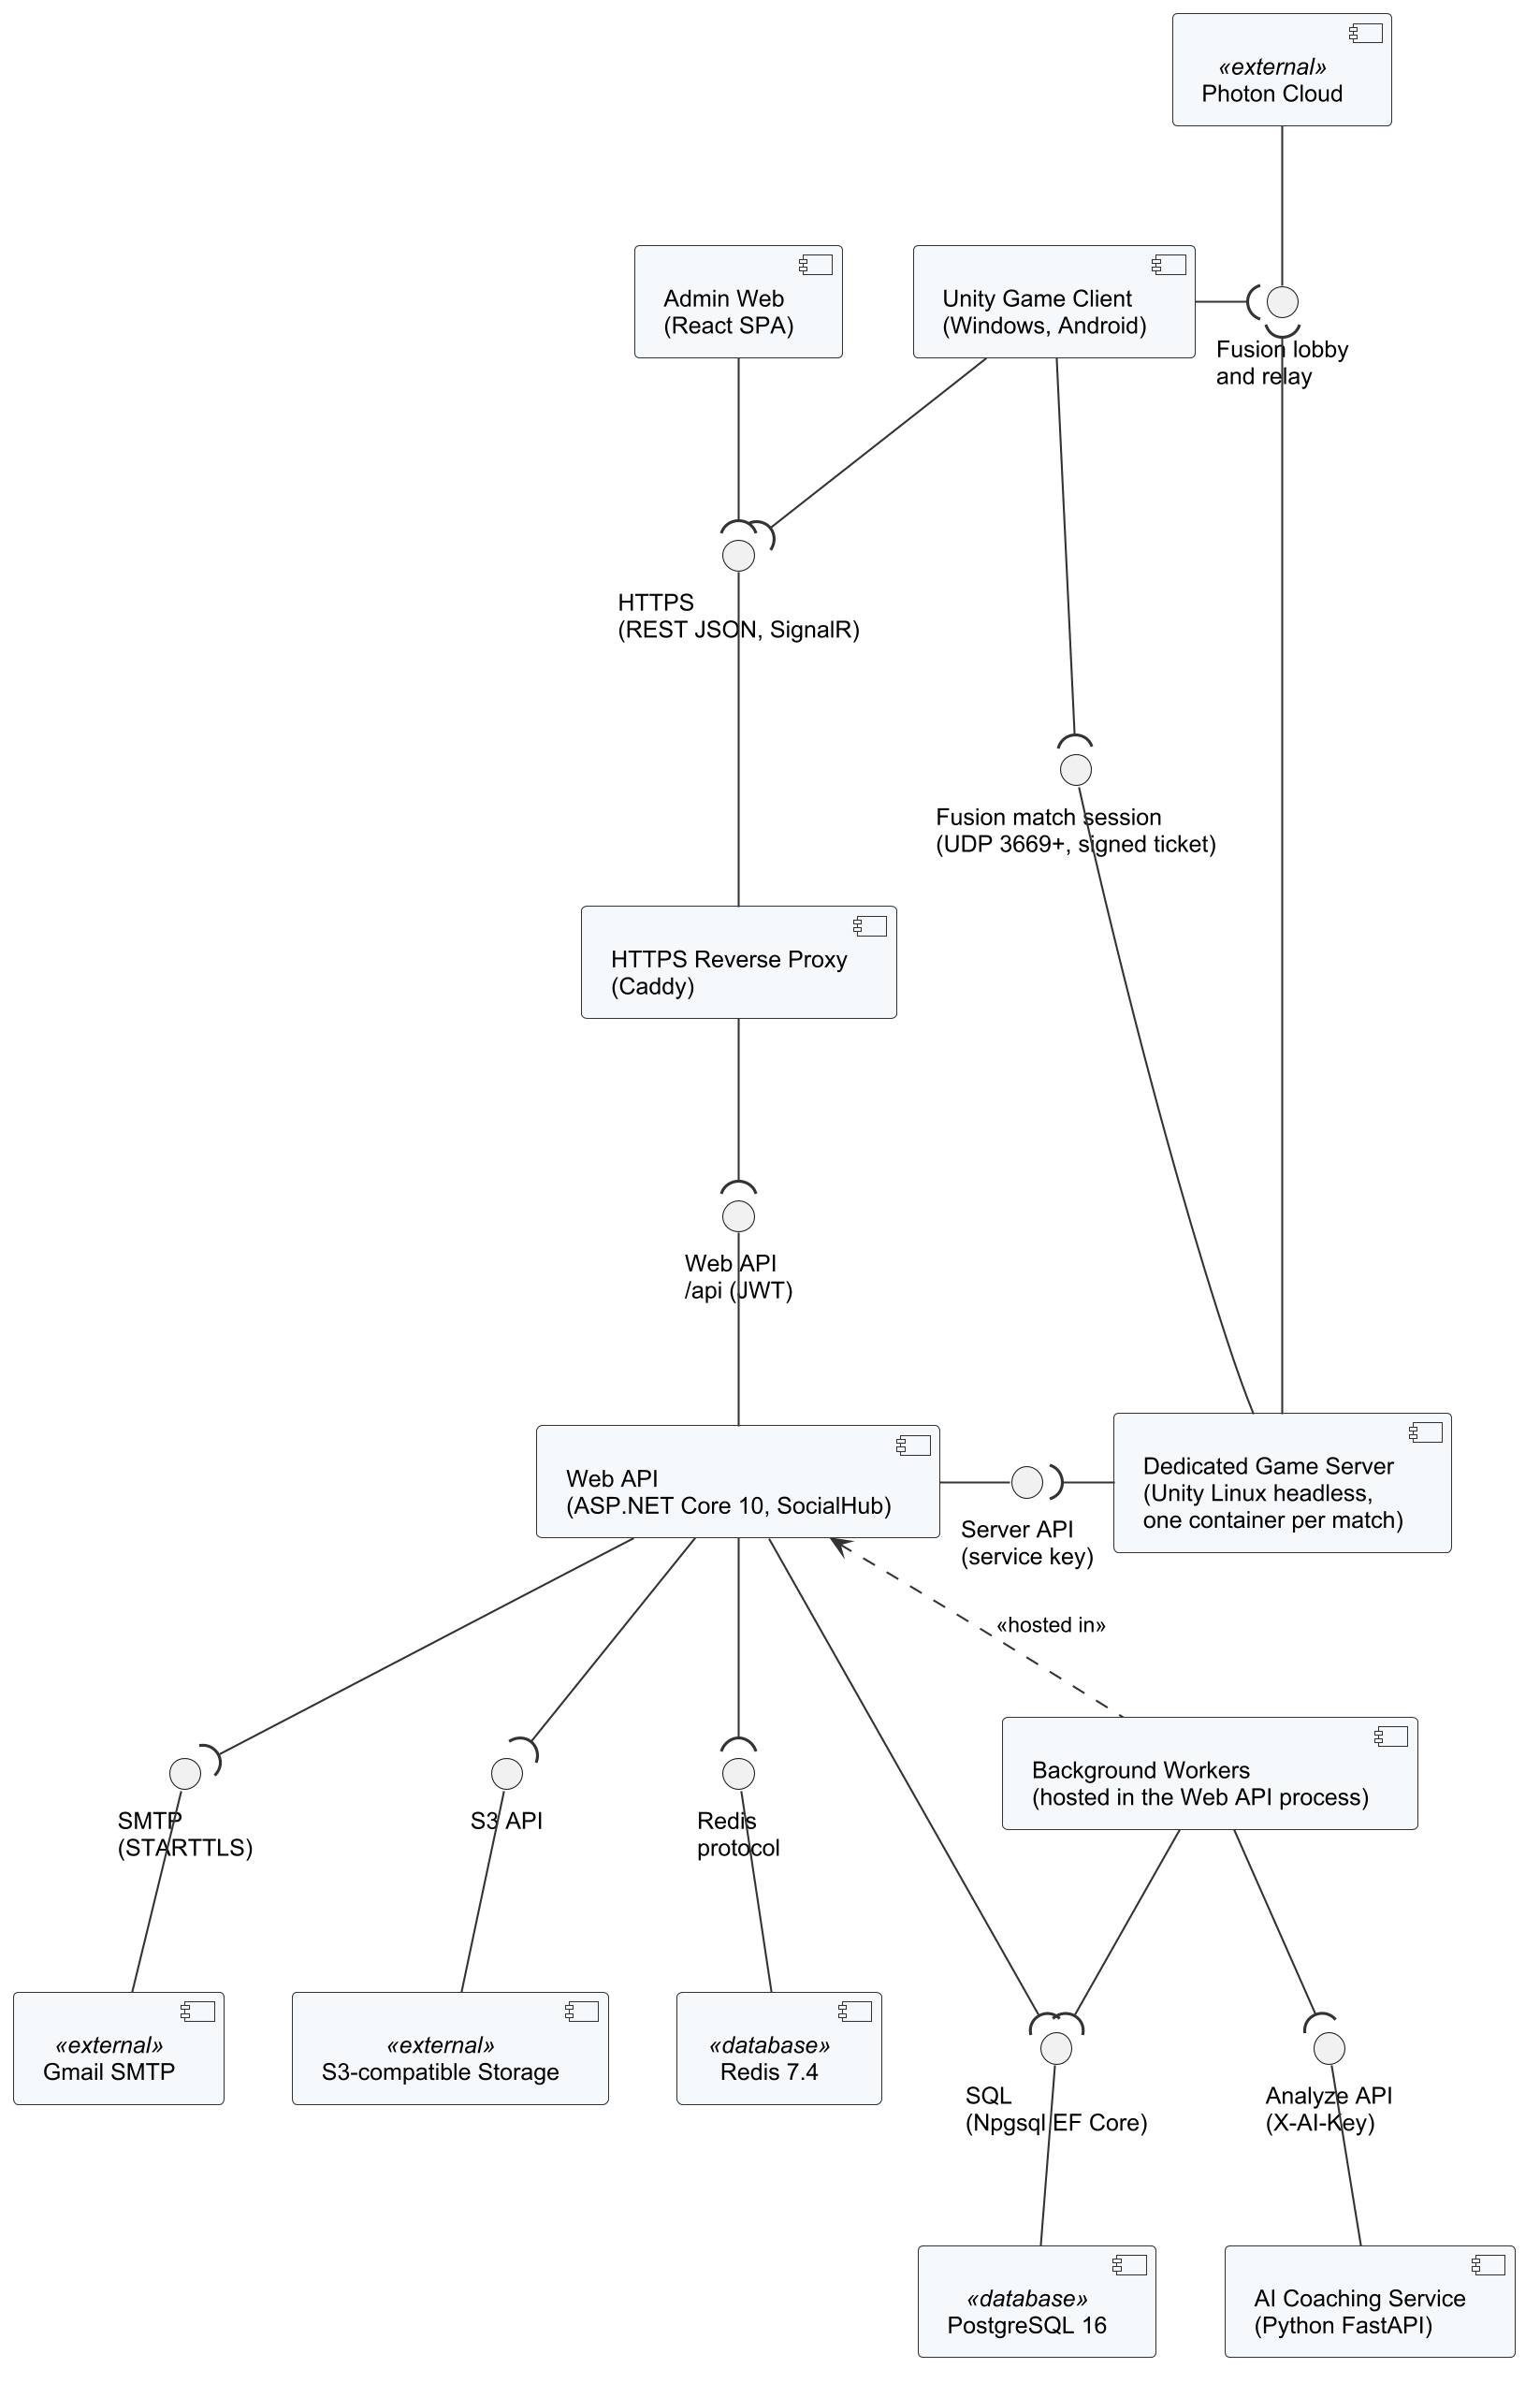 «external»
Photon Cloud
Admin Web
(React SPA)
Unity Game Client
(Windows, Android)
Fusion lobby
and relay
HTTPS
(REST JSON, SignalR)
Fusion match session
(UDP 3669+, signed ticket)
HTTPS Reverse Proxy
(Caddy)
Web API
/api (JWT)
Web API
(ASP.NET Core 10, SocialHub)
Server API
(service key)
Dedicated Game Server
(Unity Linux headless,
one container per match)
«hosted in»
Background Workers
(hosted in the Web API process)
SMTP
(STARTTLS)
S3 API
Redis
protocol
«external»
Gmail SMTP
«external»
S3-compatible Storage
«database»
Redis 7.4
SQL
(Npgsql EF Core)
Analyze API
(X-AI-Key)
«database»
PostgreSQL 16
AI Coaching Service
(Python FastAPI)